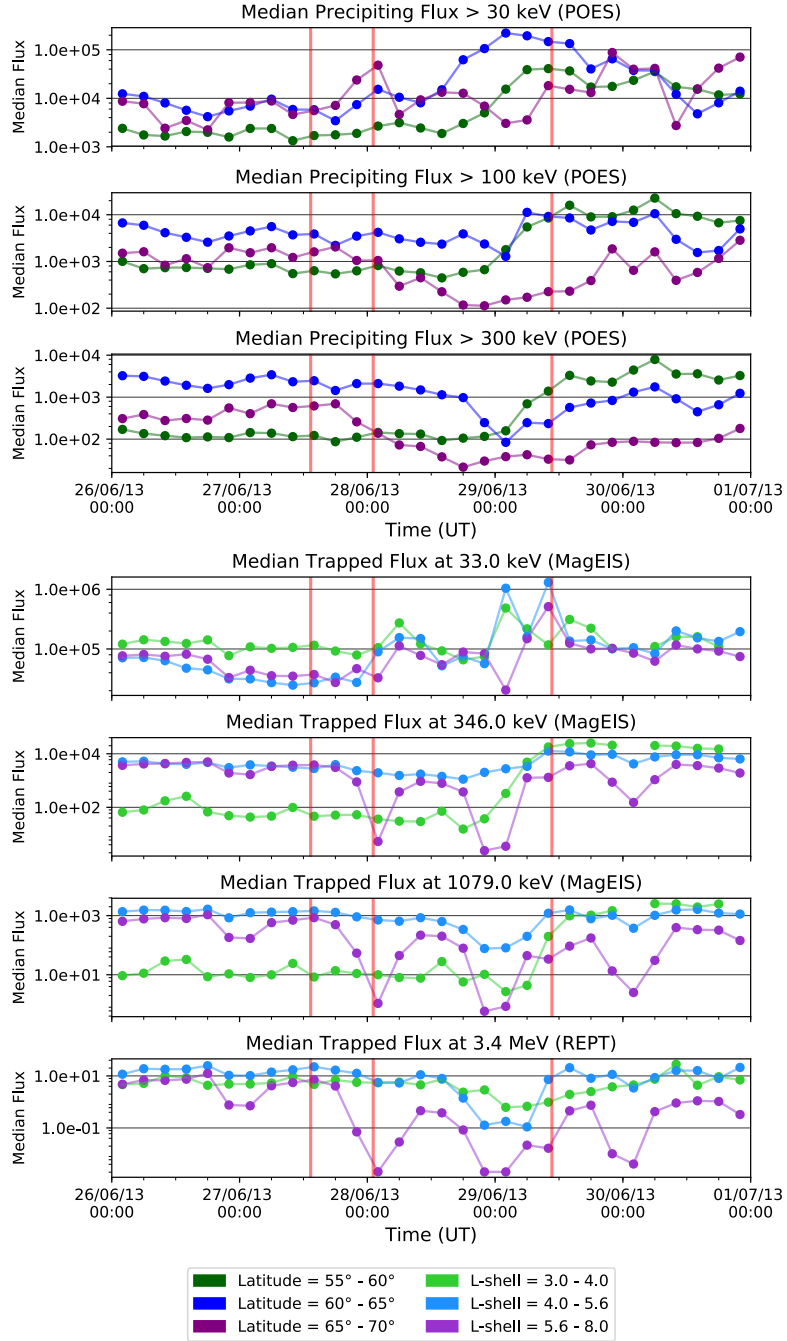 Median Precipiting Flux > 30 keV (POES)
Median Flux
1.0e+05
1.0e+04
1.0e+03
Median Precipiting Flux > 100 keV (POES)
Median Flux
1.0e+04
1.0e+03
1.0e+02
Median Precipiting Flux > 300 keV (POES)
Median Flux
1.0e+04
1.0e+03
1.0e+02
26/06/13 27/06/13 28/06/13 29/06/13 30/06/13 01/07/13
00:00 00:00 00:00 00:00 00:00 00:00
Time (UT)
Median Trapped Flux at 33.0 keV (MagEIS)
Median Flux
1.0e+06
1.0e+05
Median Trapped Flux at 346.0 keV (MagEIS)
Median Flux
1.0e+04
1.0e+02
Median Trapped Flux at 1079.0 keV (MagEIS)
Median Flux
1.0e+03
1.0e+01
Median Trapped Flux at 3.4 MeV (REPT)
Median Flux
1.0e+01
1.0e-01
26/06/13 27/06/13 28/06/13 29/06/13 30/06/13 01/07/13
00:00 00:00 00:00 00:00 00:00 00:00
Time (UT)
Latitude = 55° - 60°
Latitude = 60° - 65°
Latitude = 65° - 70°
L-shell = 3.0 - 4.0
L-shell = 4.0 - 5.6
L-shell = 5.6 - 8.0